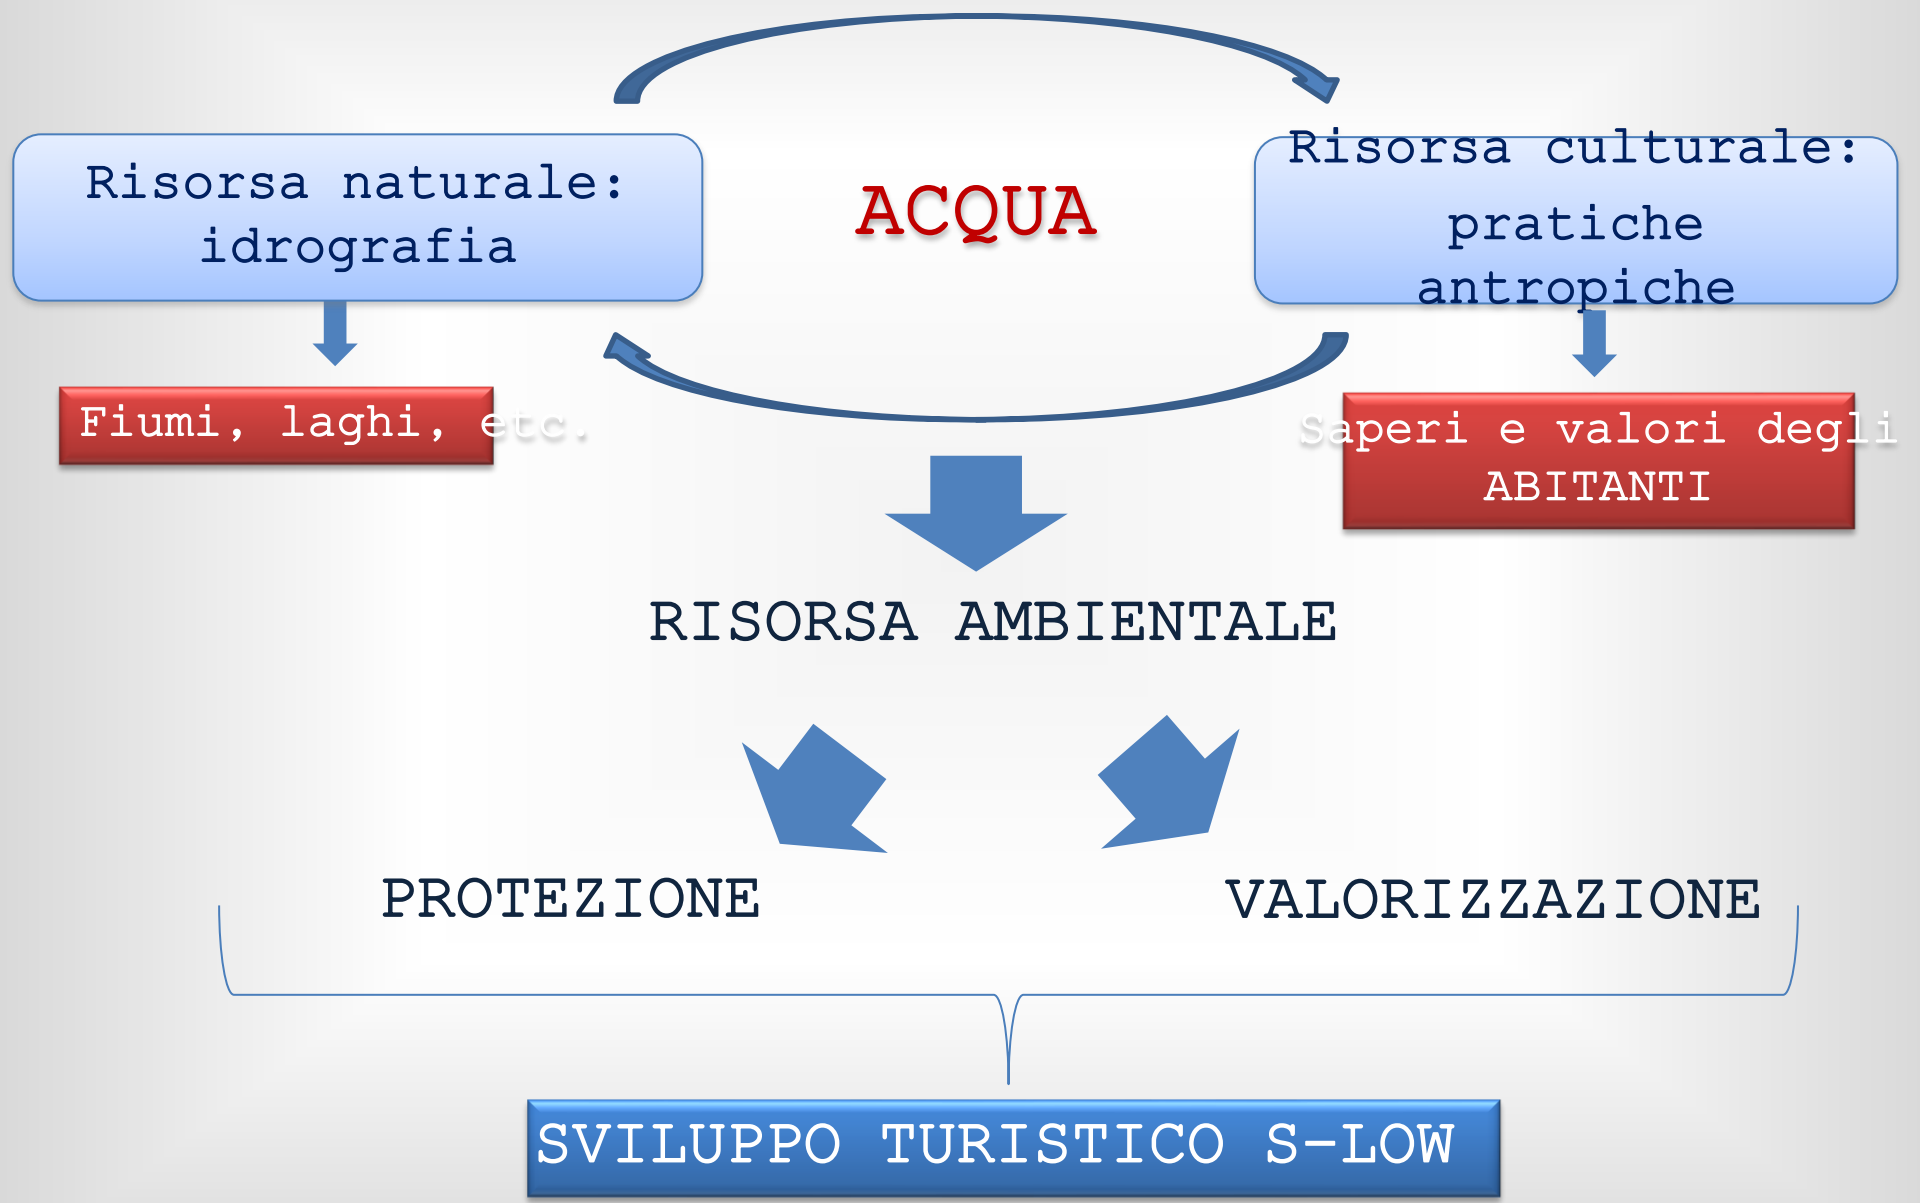 Risorsa naturale:
idrografia
ACQUA
Risorsa culturale:
pratiche
antropiche
Fiumi, laghi, etc.
Saperi e valori degli
ABITANTI
RISORSA AMBIENTALE
PROTEZIONE
VALORIZZAZIONE
SVILUPPO TURISTICO S-LOW